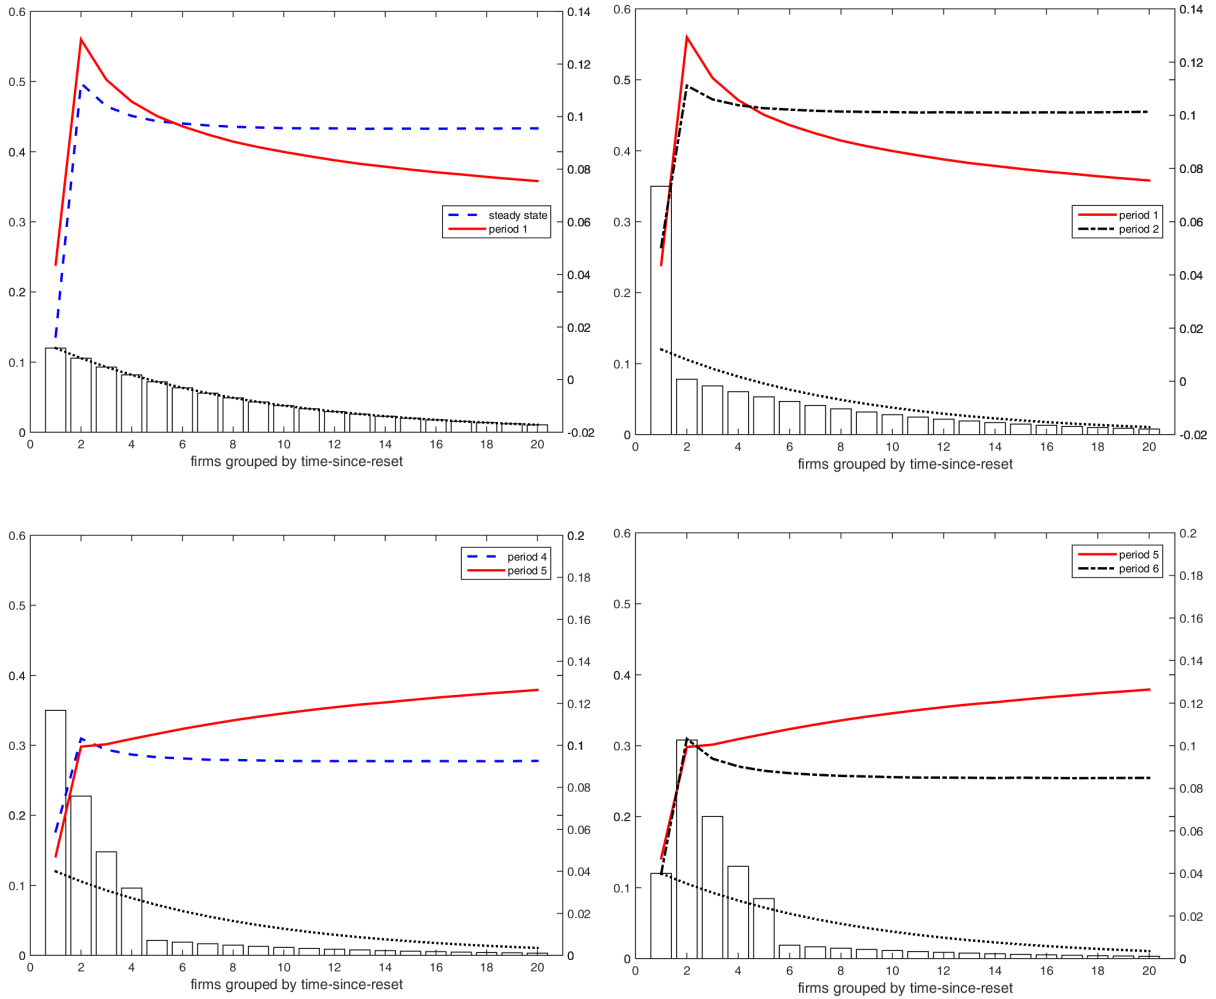 0.6 0.5 0.4 0.3 0.2 0.1 0
0.14 0.12 0.1 0.08 0.06 0.04 0.02 0 -0.02
steady state
period 1
0 2 4 6 8 10 12 14 16 18 20
firms grouped by time-since-reset
0.6 0.5 0.4 0.3 0.2 0.1 0
0.14 0.12 0.1 0.08 0.06 0.04 0.02 0 -0.02
period 1
period 2
0 2 4 6 8 10 12 14 16 18 20
firms grouped by time-since-reset
0.6 0.5 0.4 0.3 0.2 0.1 0
0.2 0.18 0.16 0.14 0.12 0.1 0.08 0.06 0.04 0.02 0
period 4
period 5
0 2 4 6 8 10 12 14 16 18 20
firms grouped by time-since-reset
0.6 0.5 0.4 0.3 0.2 0.1 0
0.2 0.18 0.16 0.14 0.12 0.1 0.08 0.06 0.04 0.02 0
period 5
period 6
0 2 4 6 8 10 12 14 16 18 20
firms grouped by time-since-reset